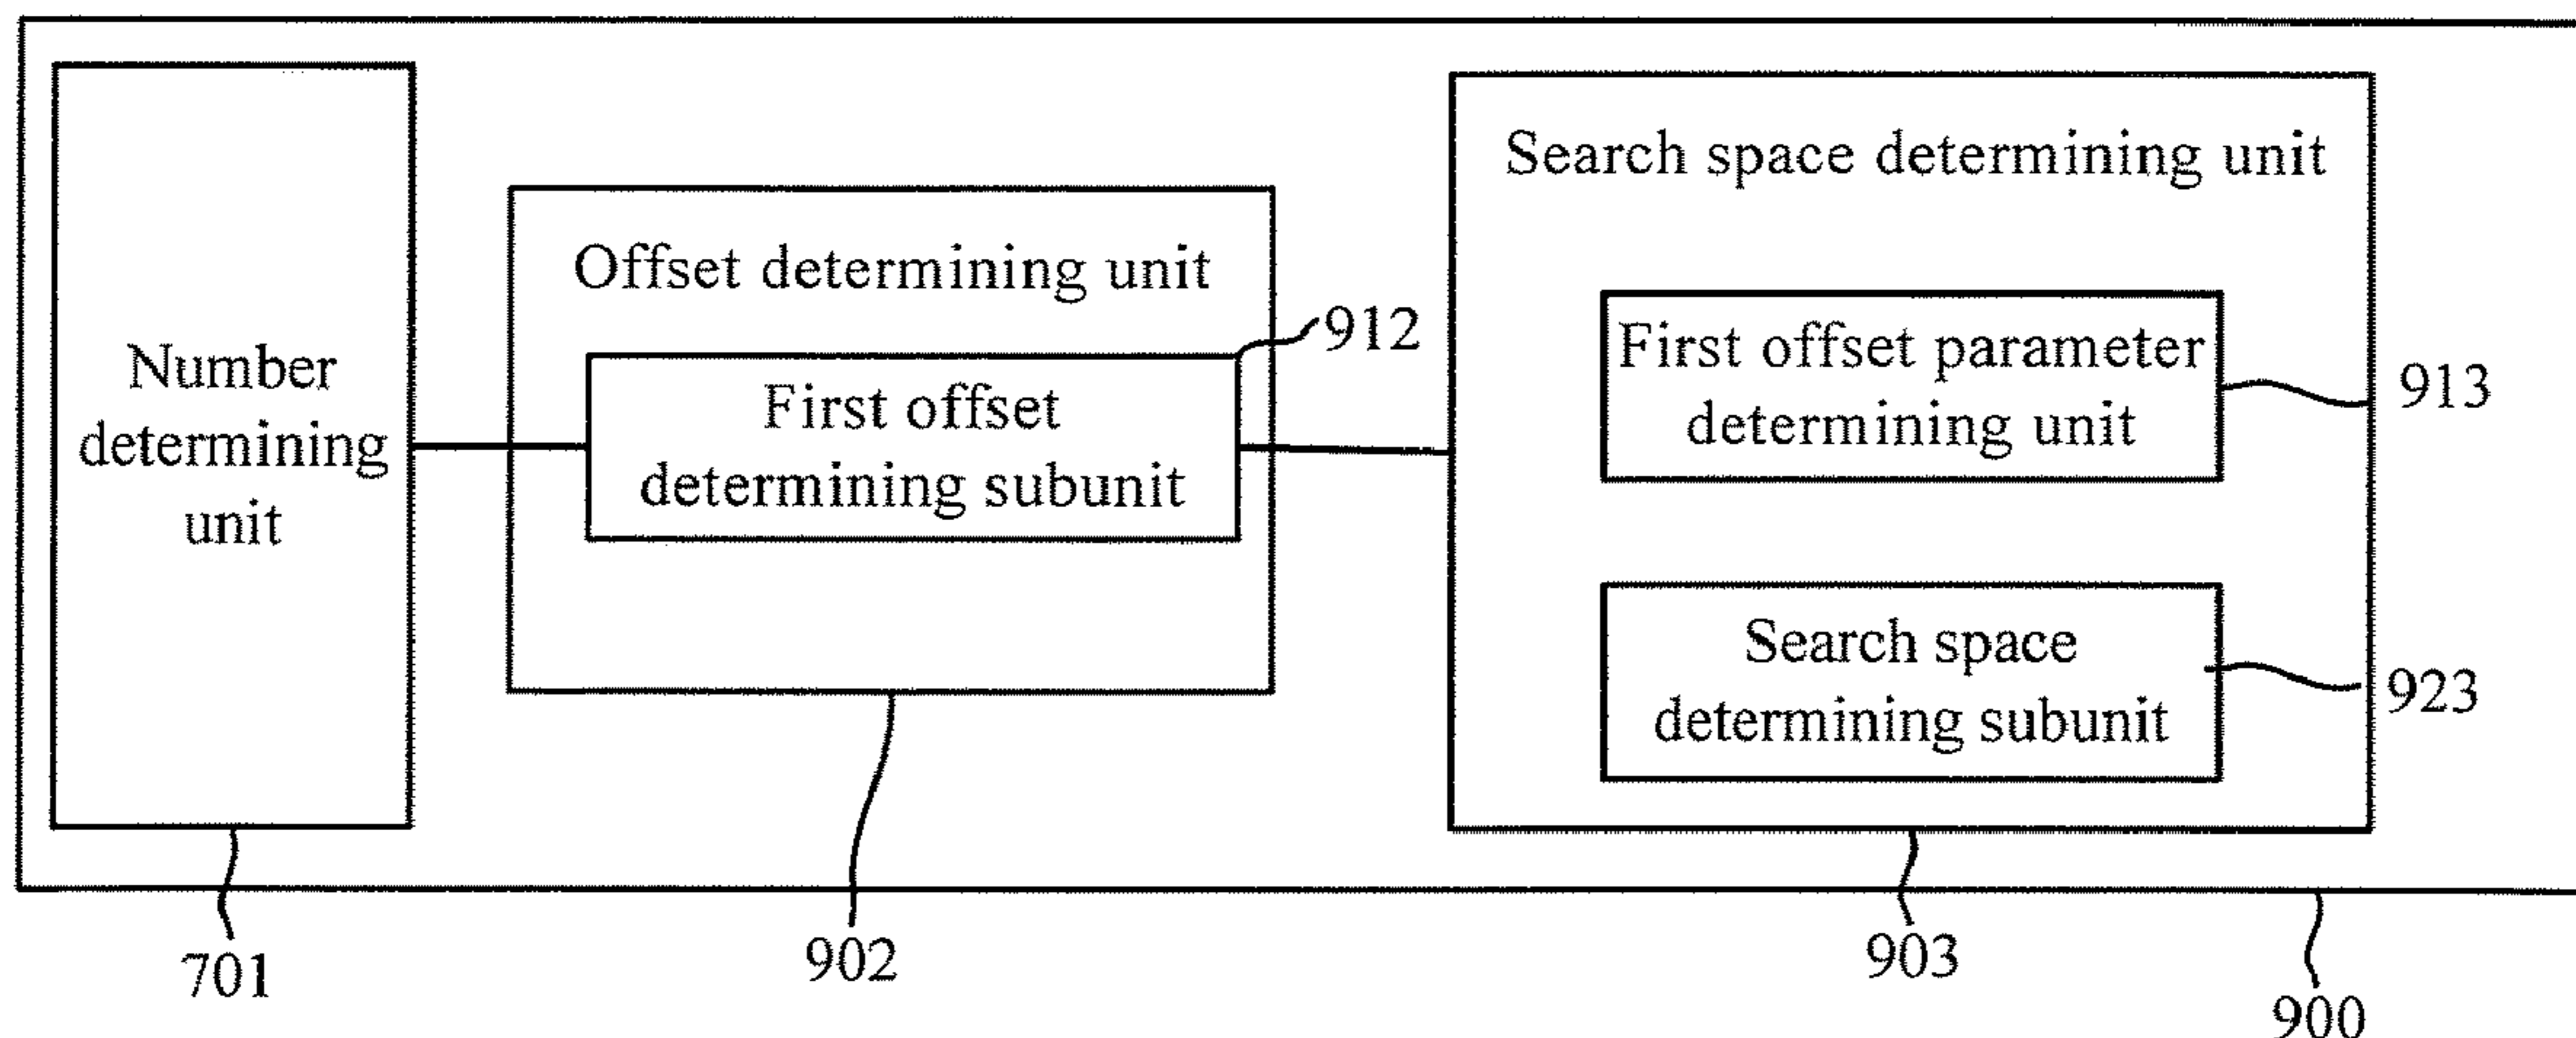 Number
determining
unit
701
Offset determining unit
912
First offset
determining subunit
902
Search space determining unit
First offset parameter
determining unit
913
Search space
determining subunit
923
903
900